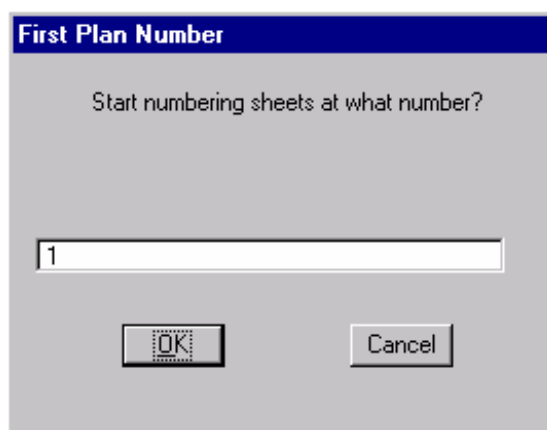 First Plan Number
Start numbering sheets at what number?
1
OK
Cancel